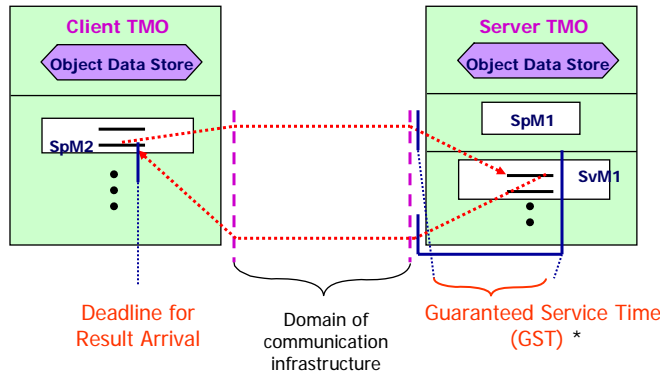 Client TMO
Server TMO
Object Data Store
Object Data Store
SpM1
SpM2
SvM1
Deadline for
Result Arrival
Domain of
communication
infrastructure
Guaranteed Service Time
(GST) *